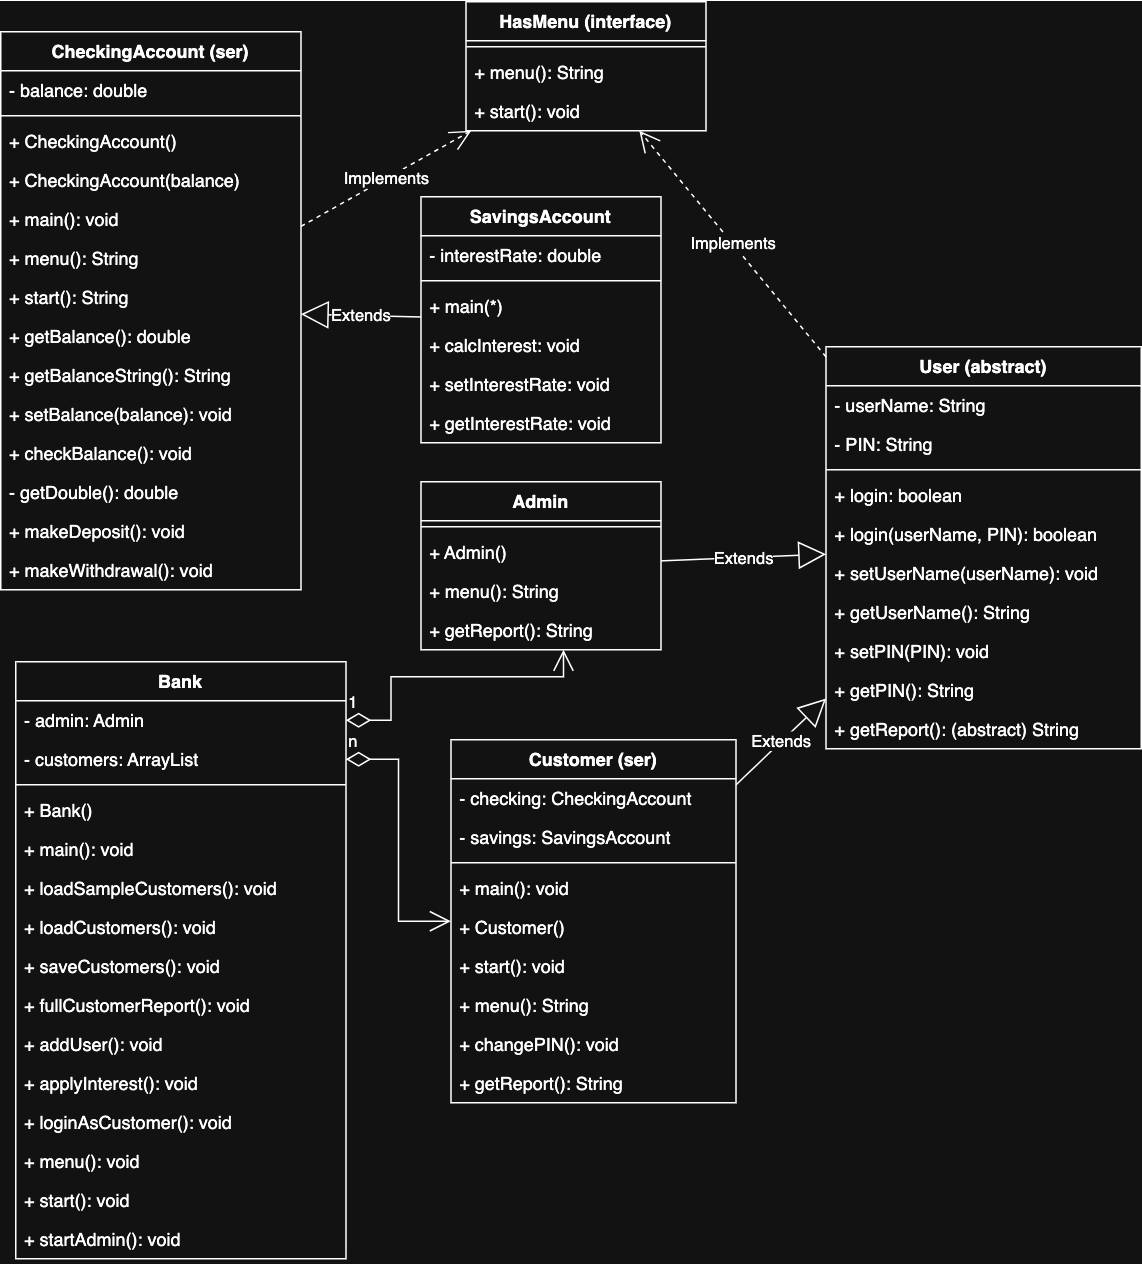 HasMenu (interface)
+ menu(): String
+ start(): void
CheckingAccount (ser)
- balance: double
+ CheckingAccount()
+ CheckingAccount(balance)
+ main(): void
+ menu(): String
+ start(): String
+ getBalance(): double
+ getBalanceString(): String
+ setBalance(balance): void
+ checkBalance(): void
- getDouble(): double
+ makeDeposit(): void
+ makeWithdrawal(): void
Implements
SavingsAccount
- interestRate: double
+ main(*)
+ calcInterest: void
+ setInterestRate: void
+ getInterestRate: void
Extends
Implements
User (abstract)
- userName: String
- PIN: String
+ login: boolean
+ login(userName, PIN): boolean
+ setUserName(userName): void
+ getUserName(): String
+ setPIN(PIN): void
+ getPIN(): String
+ getReport(): (abstract) String
Admin
+ Admin()
+ menu(): String
+ getReport(): String
Extends
Bank
- admin: Admin
- customers: ArrayList
+ Bank()
+ main(): void
+ loadSampleCustomers(): void
+ loadCustomers(): void
+ saveCustomers(): void
+ fullCustomerReport(): void
+ addUser(): void
+ applyInterest(): void
+ loginAsCustomer(): void
+ menu(): void
+ start(): void
+ startAdmin(): void
1
n
Customer (ser)
- checking: CheckingAccount
- savings: SavingsAccount
+ main(): void
+ Customer()
+ start(): void
+ menu(): String
+ changePIN(): void
+ getReport(): String
Extends